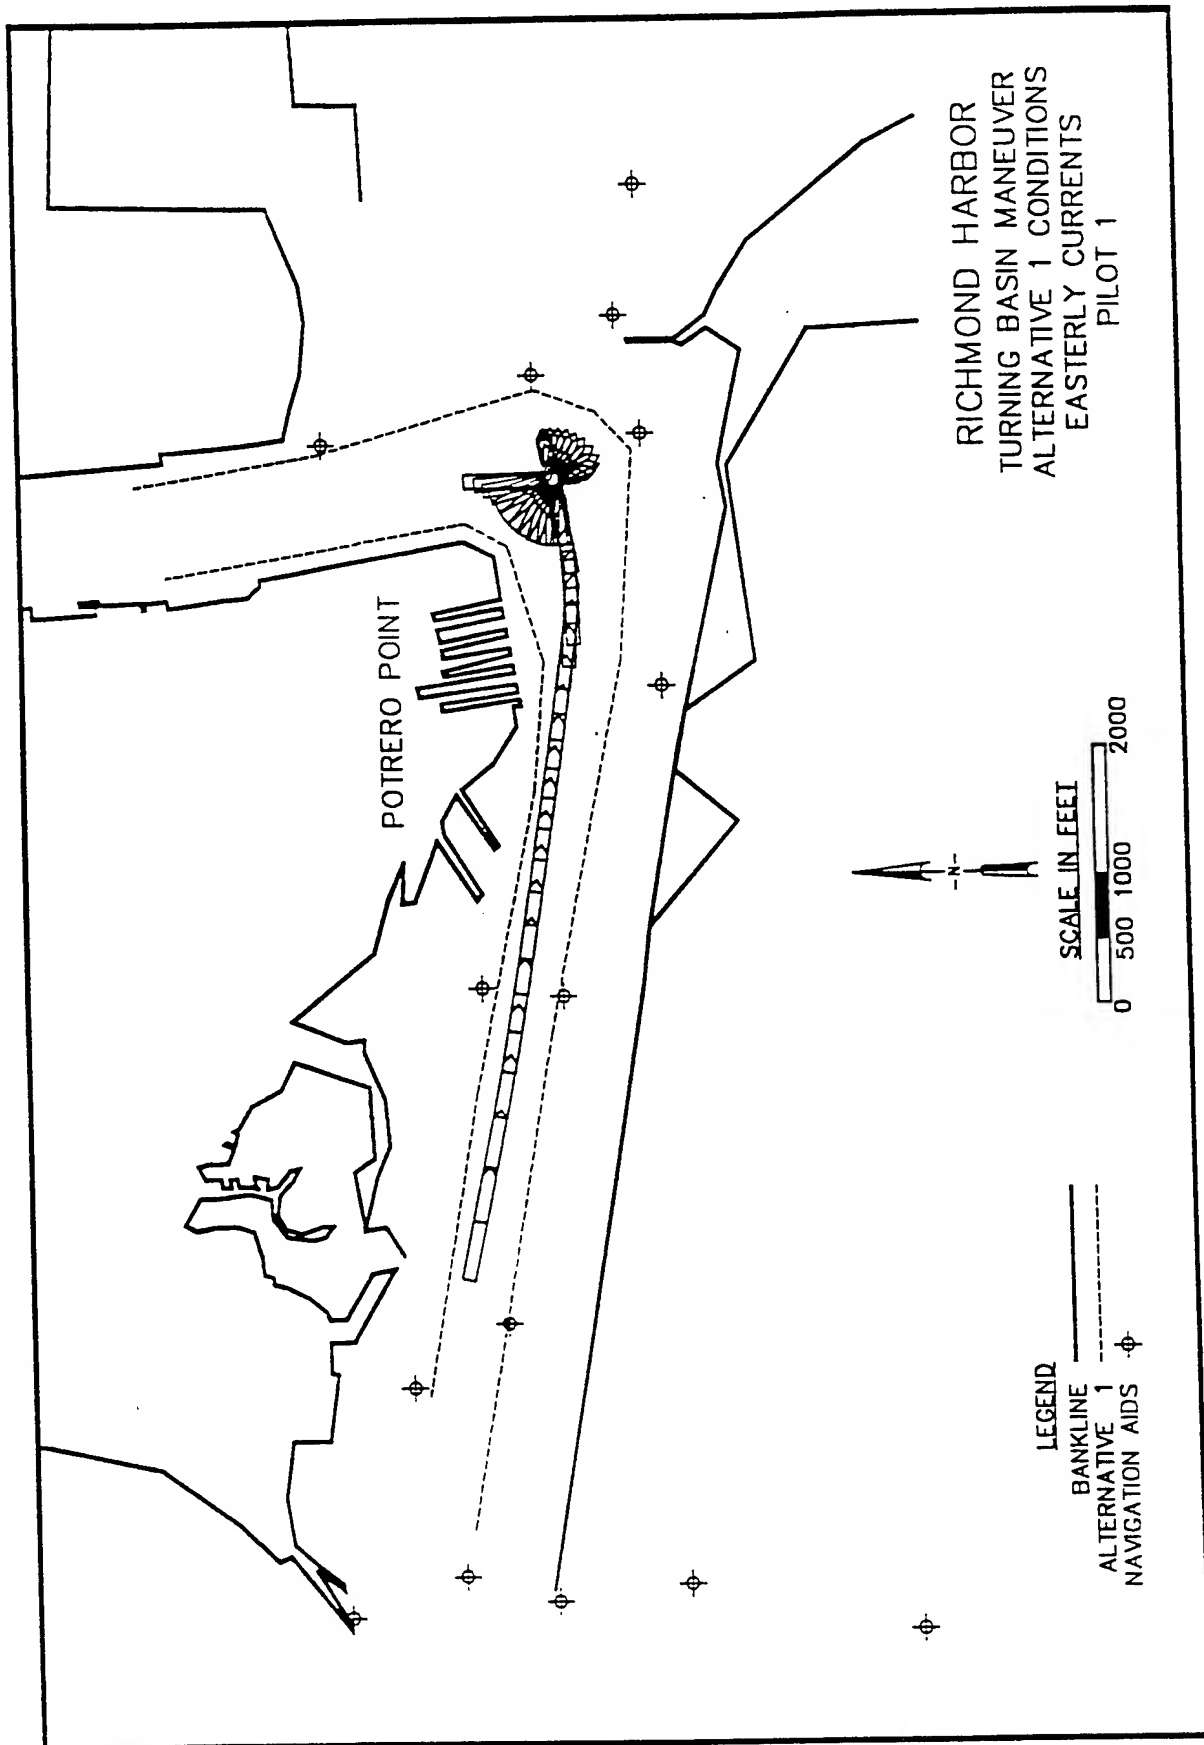 POTRERO POINT
RICHMOND HARBOR
TURNING BASIN MANEUVER
ALTERNATIVE 1 CONDITIONS
EASTERLY CURRENTS
PILOT 1
-N-
SCALE IN FEET
0 500 1000 2000
LEGEND
BANKLINE
ALTERNATIVE 1
NAVIGATION AIDS